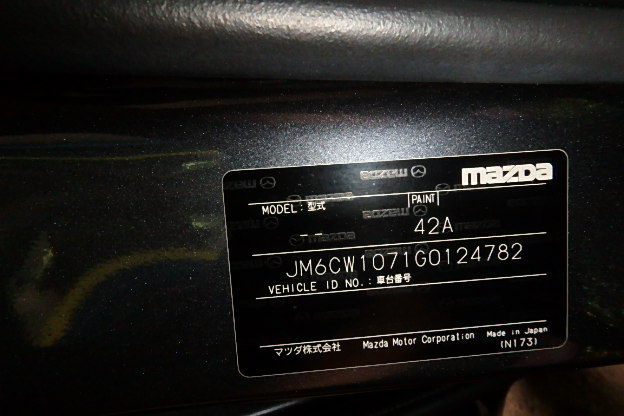 mazda
MODEL:型式
PAINT
- -
42A
JM6CW1071G0124782
VEHICLE ID NO.:車台番号
マツダ株式会社 Mazda Motor Corporation Made in Japan
(N173)